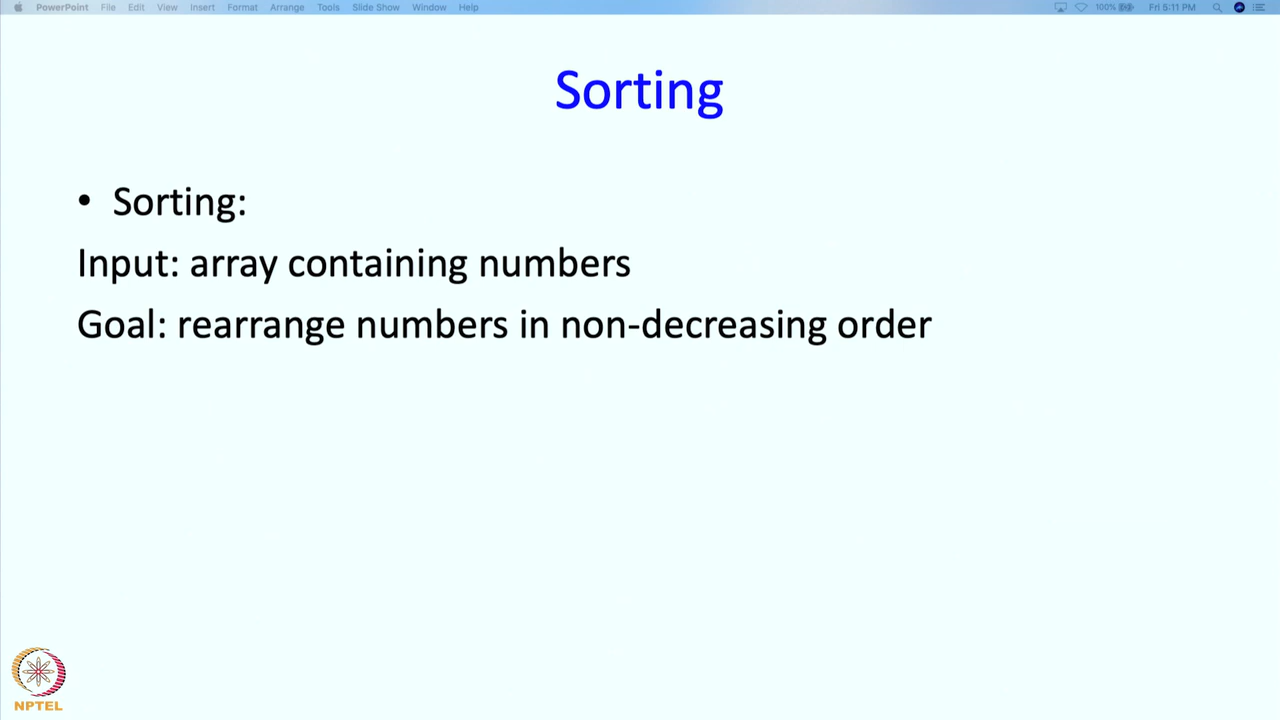 PowerPoint File Edit View Insert Format Arrange Tools Slide Show Window Help 100% Fri 5:11 PM
Sorting
• Sorting:
Input: array containing numbers
Goal: rearrange numbers in non-decreasing order
NPTEL